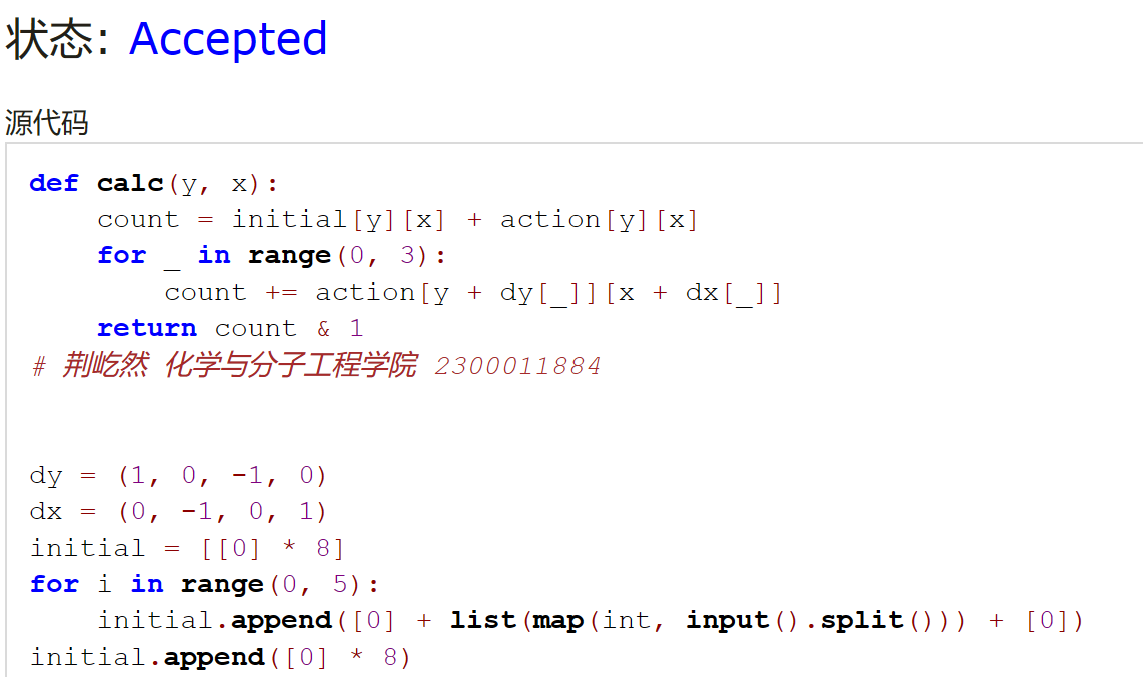 状态: Accepted
源代码
def calc(y, x):
    count = initial[y][x] + action[y][x]
    for _ in range(0, 3):
        count += action[y + dy[_]][x + dx[_]]
    return count & 1
# 荆屹然 化学与分子工程学院 2300011884
dy = (1, 0, -1, 0)
dx = (0, -1, 0, 1)
initial = [[0] * 8]
for i in range(0, 5):
    initial.append([0] + list(map(int, input().split())) + [0])
initial.append([0] * 8)